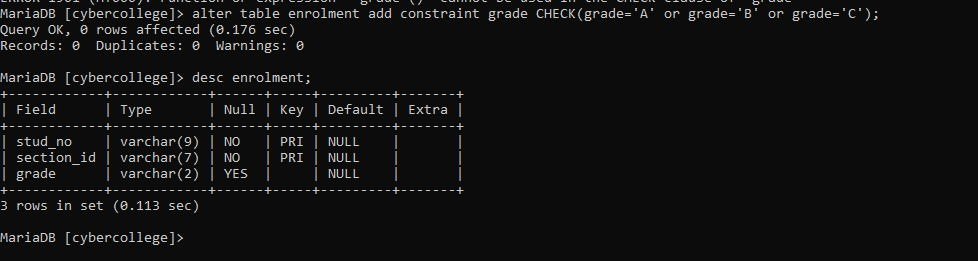 MariaDB [cybercollege]> alter table enrolment add constraint grade CHECK(grade='A' or grade='B' or grade='C');
Query OK, 0 rows affected (0.176 sec)
Records: 0  Duplicates: 0  Warnings: 0
MariaDB [cybercollege]> desc enrolment;
+------------+------------+------+-----+---------+-------+
| Field      | Type       | Null | Key | Default | Extra |
+------------+------------+------+-----+---------+-------+
| stud_no    | varchar(9) | NO   | PRI | NULL    |       |
| section_id | varchar(7) | NO   | PRI | NULL    |       |
| grade      | varchar(2) | YES  |     | NULL    |       |
+------------+------------+------+-----+---------+-------+
3 rows in set (0.113 sec)
MariaDB [cybercollege]>